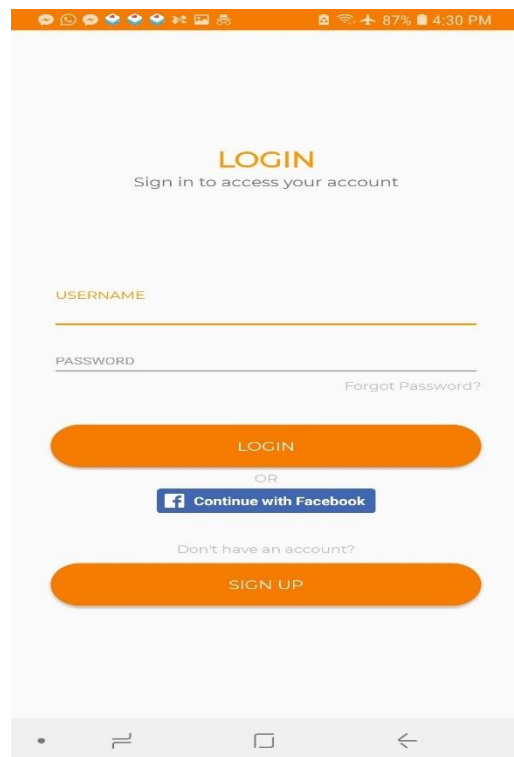 87% 4:30 PM
LOGIN
Sign in to access your account
USERNAME
PASSWORD
Forgot Password?
LOGIN
OR
f Continue with Facebook
Don't have an account?
SIGN UP